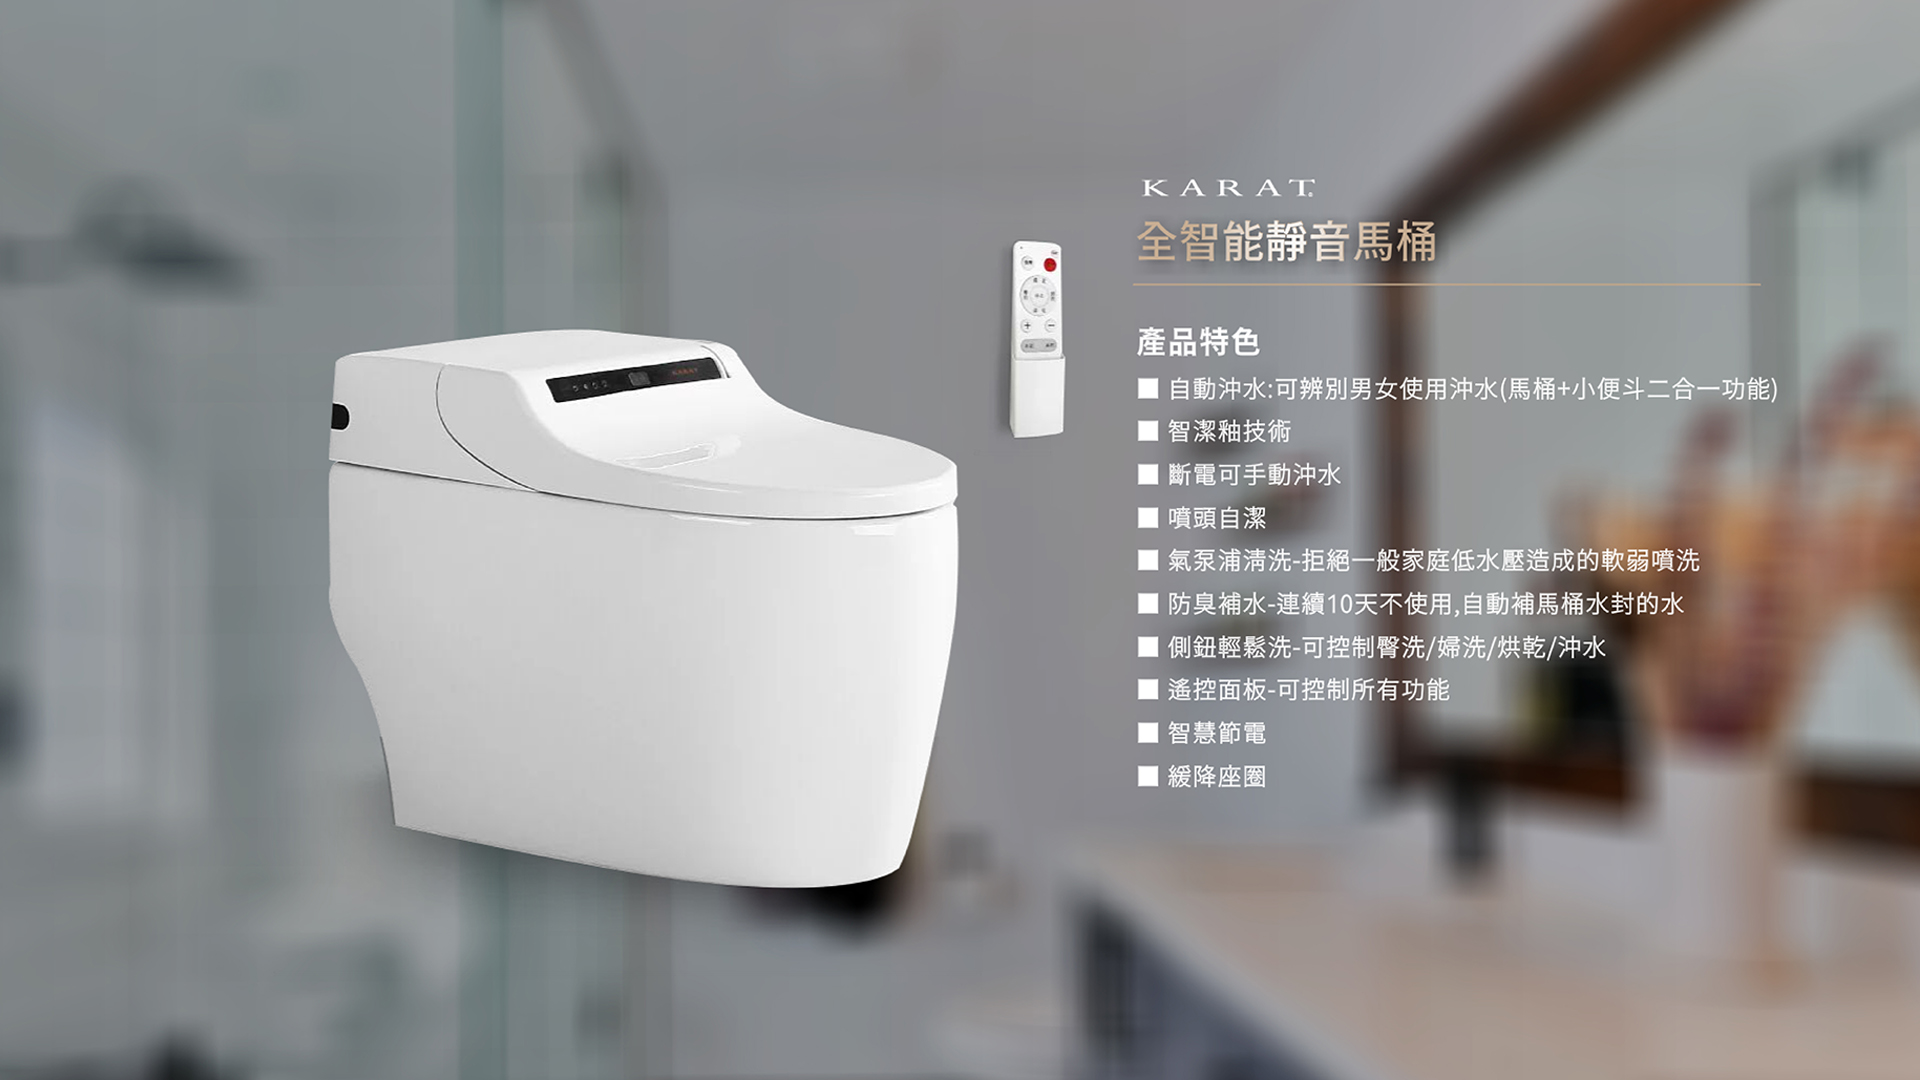 KARAT
全智能靜音馬桶
產品特色
自動沖水:可辨別男女使用沖水(馬桶+小便斗二合一功能)
智潔釉技術
斷電可手動沖水
噴頭自潔
氣泵浦清洗-拒絕一般家庭低水壓造成的軟弱噴洗
防臭補水-連續10天不使用,自動補馬桶水封的水
側鈕輕鬆洗-可控制臀洗/婦洗/烘乾/沖水
遙控面板-可控制所有功能
智慧節電
緩降座圈
KARAT